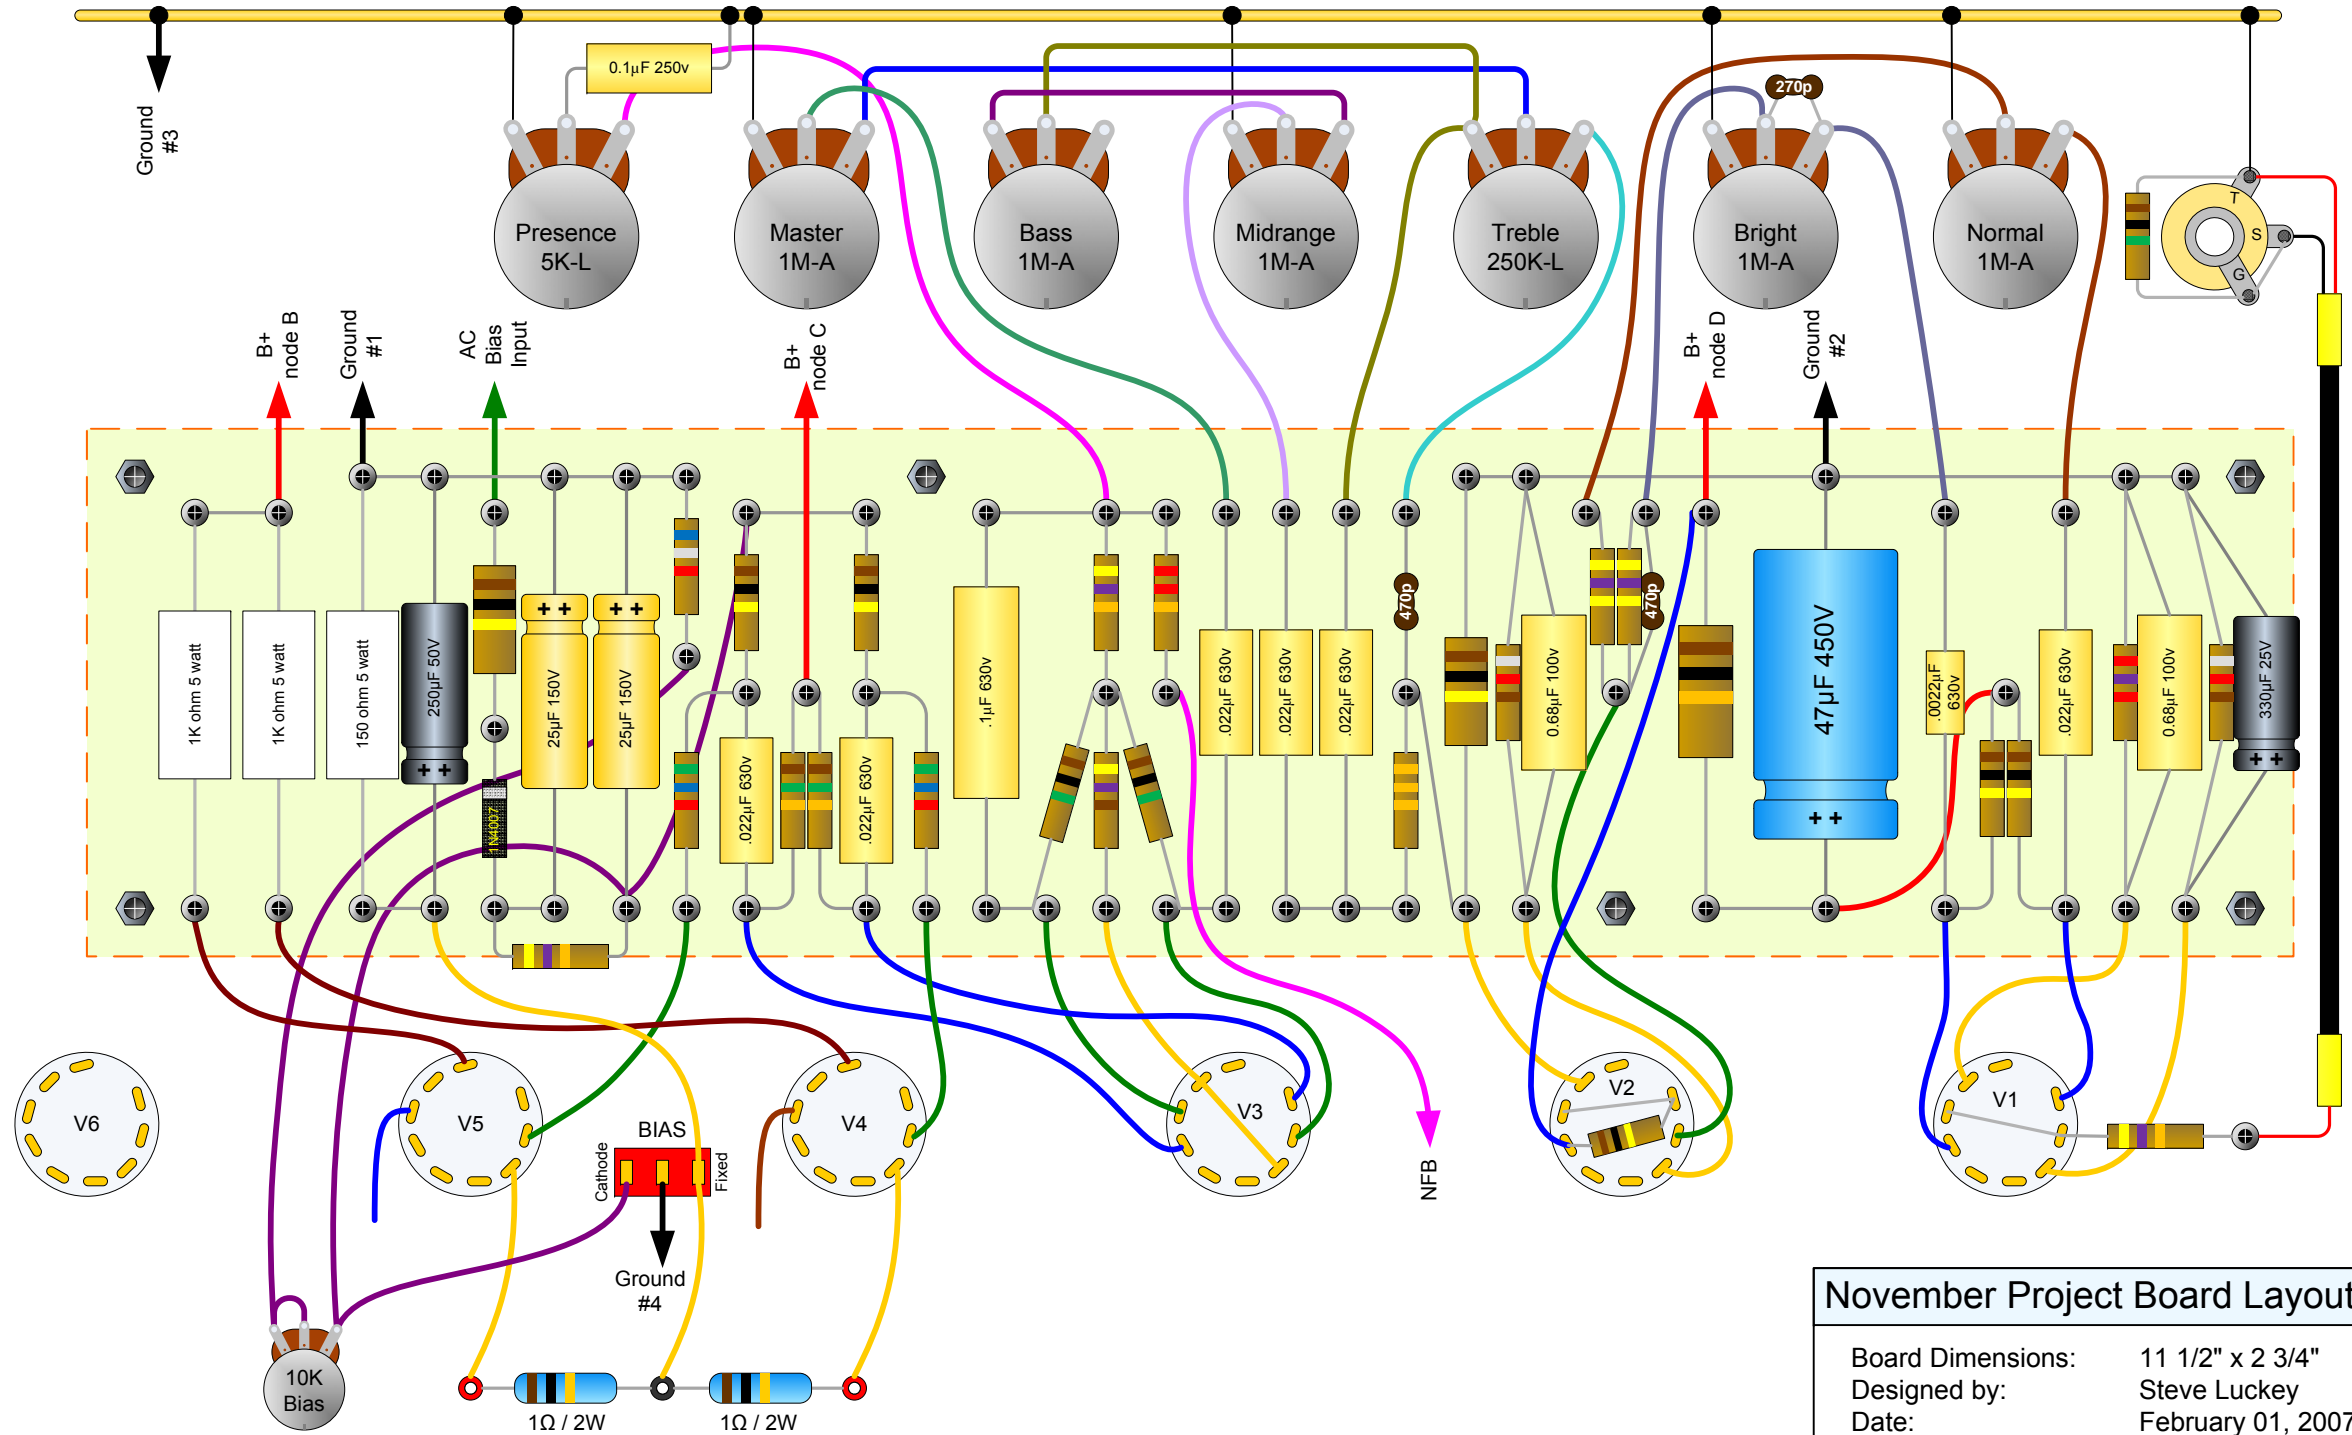 Ground
#3
0.1µF 250v
270p
Presence
5K-L
Master
1M-A
Bass
1M-A
Midrange
1M-A
Treble
250K-L
Bright
1M-A
Normal
1M-A
T
S
G
B+
node B
Ground
#1
AC
Bias
Input
B+
node C
B+
node D
Ground
#2
1K ohm 5 watt
1K ohm 5 watt
150 ohm 5 watt
250µF 50V
++
1N4007
++
25µF 150V
++
25µF 150V
.022µF 630v
.022µF 630v
.1µF 630v
.022µF 630v
.022µF 630v
.022µF 630v
470p
0.68µF 100v
470p
47µF 450V
++
.0022µF
630v
.022µF 630v
0.68µF 100v
330µF 25V
++
V6
V5
V4
V3
V2
V1
BIAS
Cathode
Fixed
Ground
#4
NFB
10K
Bias
1Ω / 2W
1Ω / 2W
November Project Board Layout
Board Dimensions: 11 1/2" x 2 3/4"
Designed by: Steve Luckey
Date: February 01, 2007